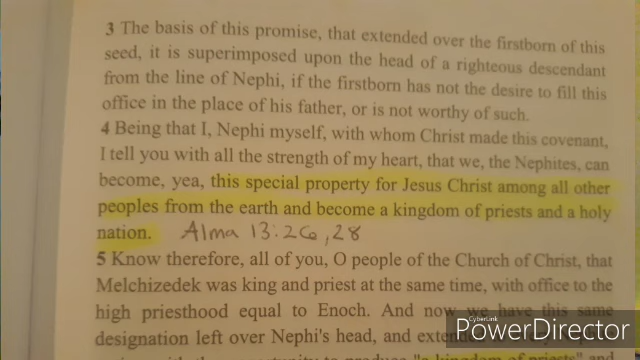 3 The basis of this promise, that extended over the firstborn of this
seed, it is superimposed upon the head of a righteous descendant
from the line of Nephi, if the firstborn has not the desire to fill this
office in the place of his father, or is not worthy of such.
4 Being that I, Nephi myself, with whom Christ made this covenant,
I tell you with all the strength of my heart, that we, the Nephites, can
become, yea, this special property for Jesus Christ among all other
peoples from the earth and become a kingdom of priests and a holy
nation. Alma 13:26,28
5 Know therefore, all of you, O people of the Church of Christ, that
Melchizedek was king and priest at the same time, with office to the
high priesthood equal to Enoch. And now we have this same
designation left over Nephi's head, and
"a kingdom of priests" and
CyberLink
PowerDirector